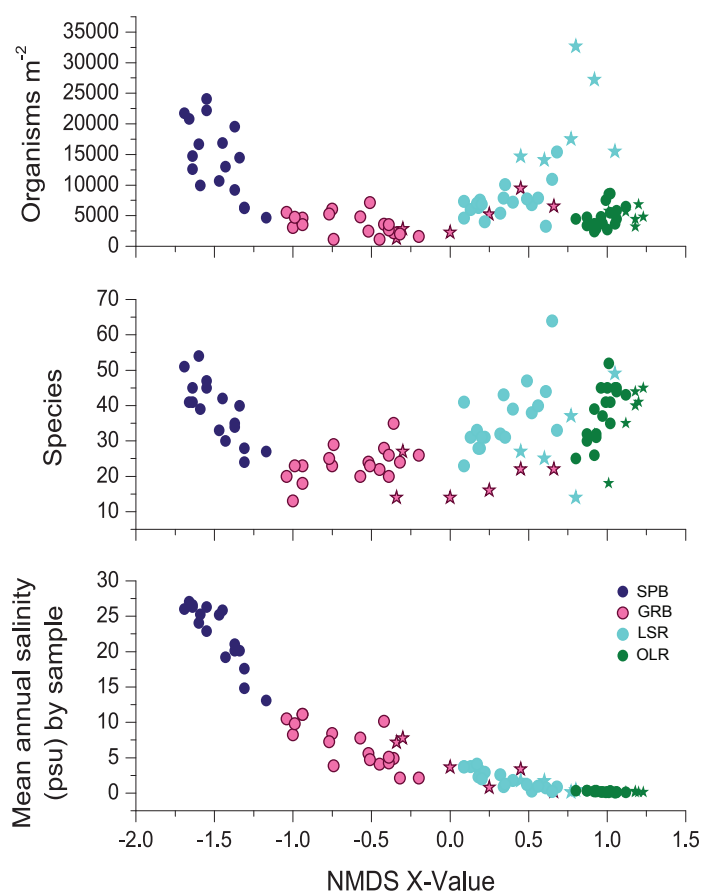 35000
30000
25000
20000
15000
10000
5000
0
Organisms m-2
70
60
50
40
30
20
10
Species
30
25
20
15
10
5
0
Mean annual salinity
(psu) by sample
SPB
GRB
LSR
OLR
-2.0 -1.5 -1.0 -0.5 0.0 0.5 1.0 1.5
NMDS X-Value